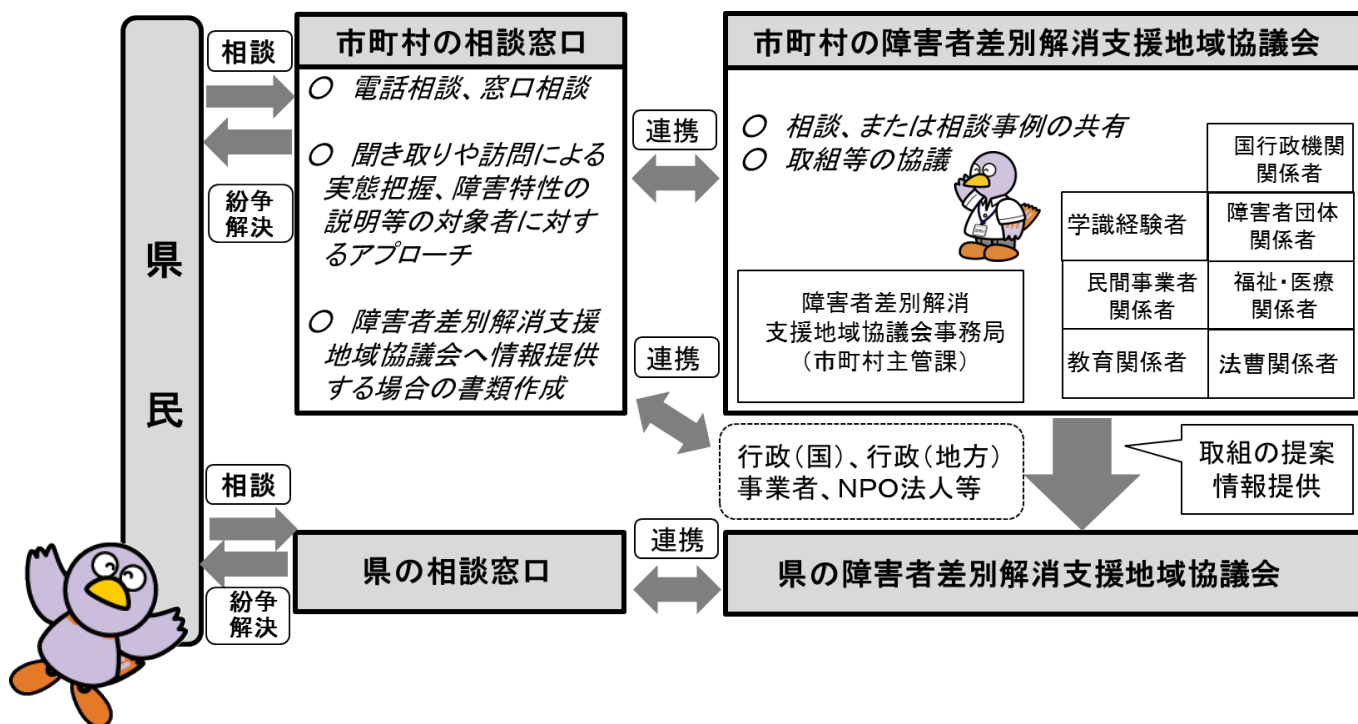 県
民
相談
紛争
解決
市町村の相談窓口
○ 電話相談、窓口相談
○ 聞き取りや訪問による
実態把握、障害特性の
説明等の対象者に対す
るアプローチ
○ 障害者差別解消支援
地域協議会へ情報提供
する場合の書類作成
連携
市町村の障害者差別解消支援地域協議会
○ 相談、または相談事例の共有
○ 取組等の協議
国行政機関
関係者
学識経験者
障害者団体
関係者
民間事業者
関係者
福祉・医療
関係者
教育関係者
法曹関係者
障害者差別解消
支援地域協議会事務局
(市町村主管課)
連携
行政(国)、行政(地方)
事業者、NPO法人等
取組の提案
情報提供
相談
紛争
解決
県の相談窓口
連携
県の障害者差別解消支援地域協議会